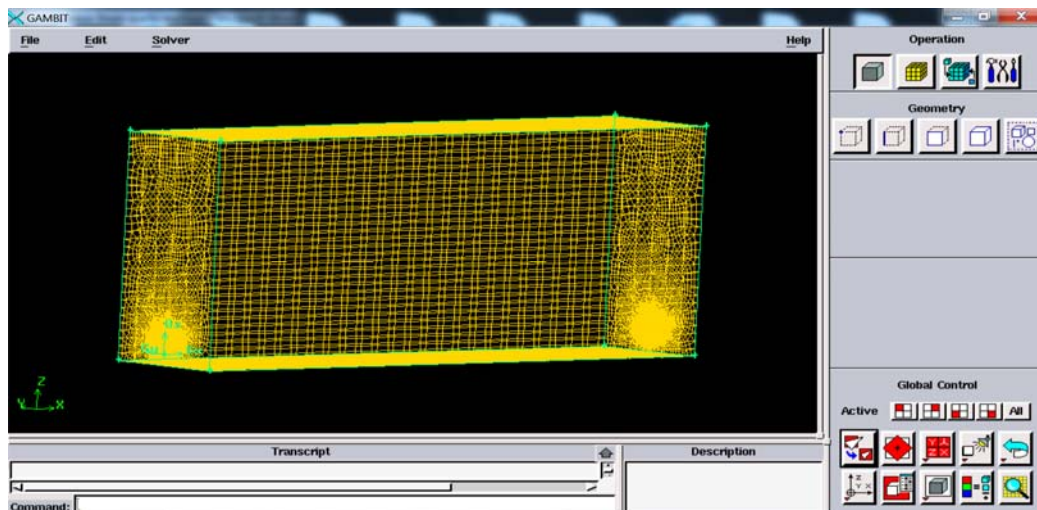 GAMBIT
File Edit Solver Help
Operation
Geometry
Z
Y X
Global Control
Active All
Transcript
Description
Command: